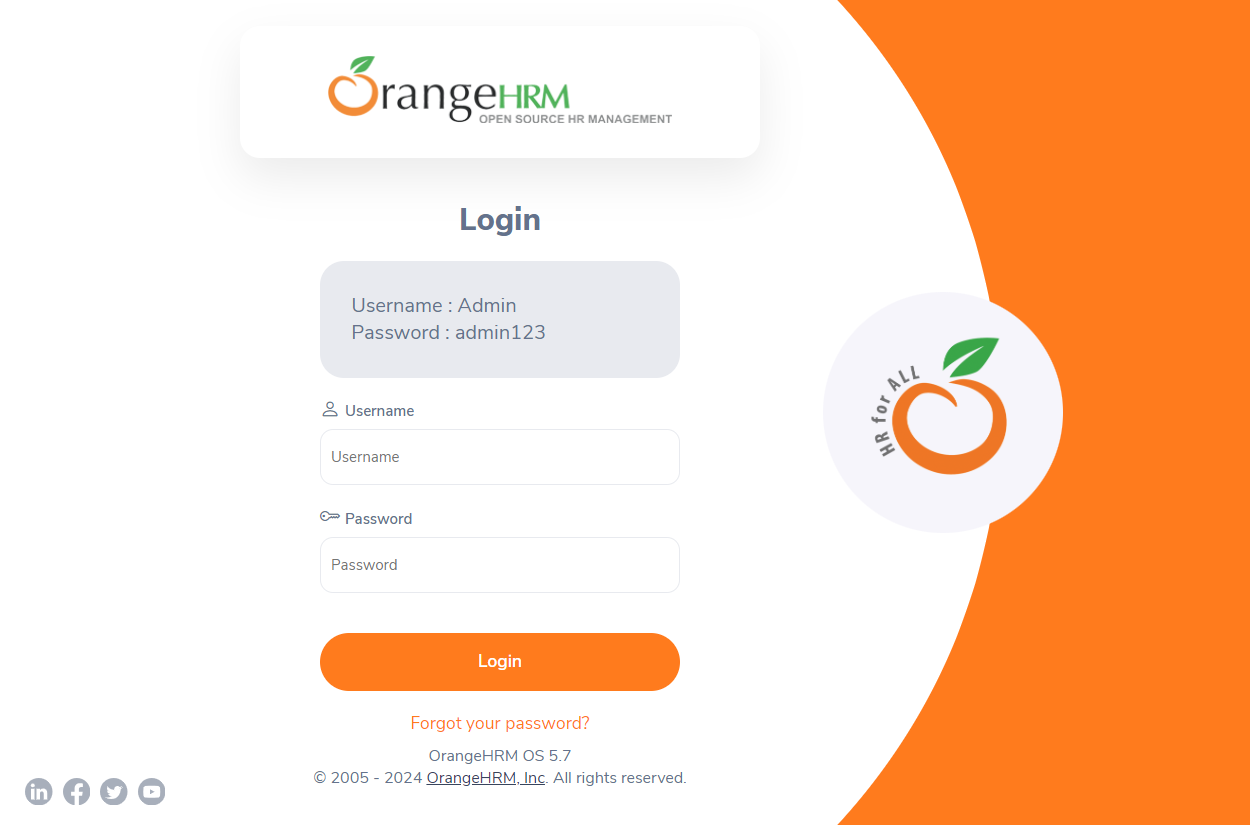 OrangeHRM
OPEN SOURCE HR MANAGEMENT
Login
Username : Admin
Password : admin123
Username
Username
Password
Password
Login
Forgot your password?
OrangeHRM OS 5.7
© 2005 - 2024 OrangeHRM, Inc. All rights reserved.
HR for ALL